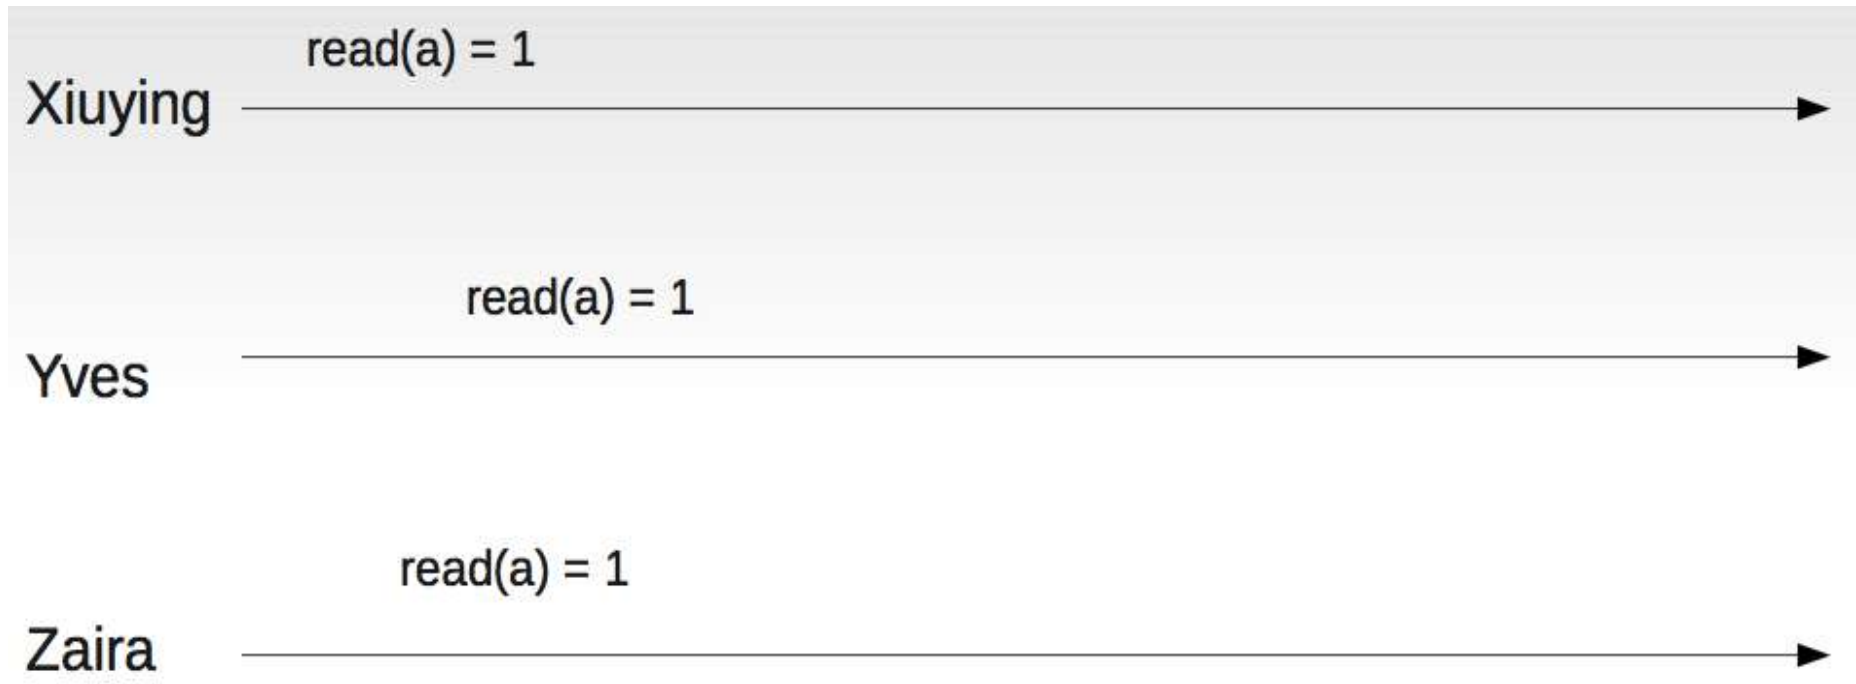 read(a) = 1
Xiuying
read(a) = 1
Yves
read(a) = 1
Zaira